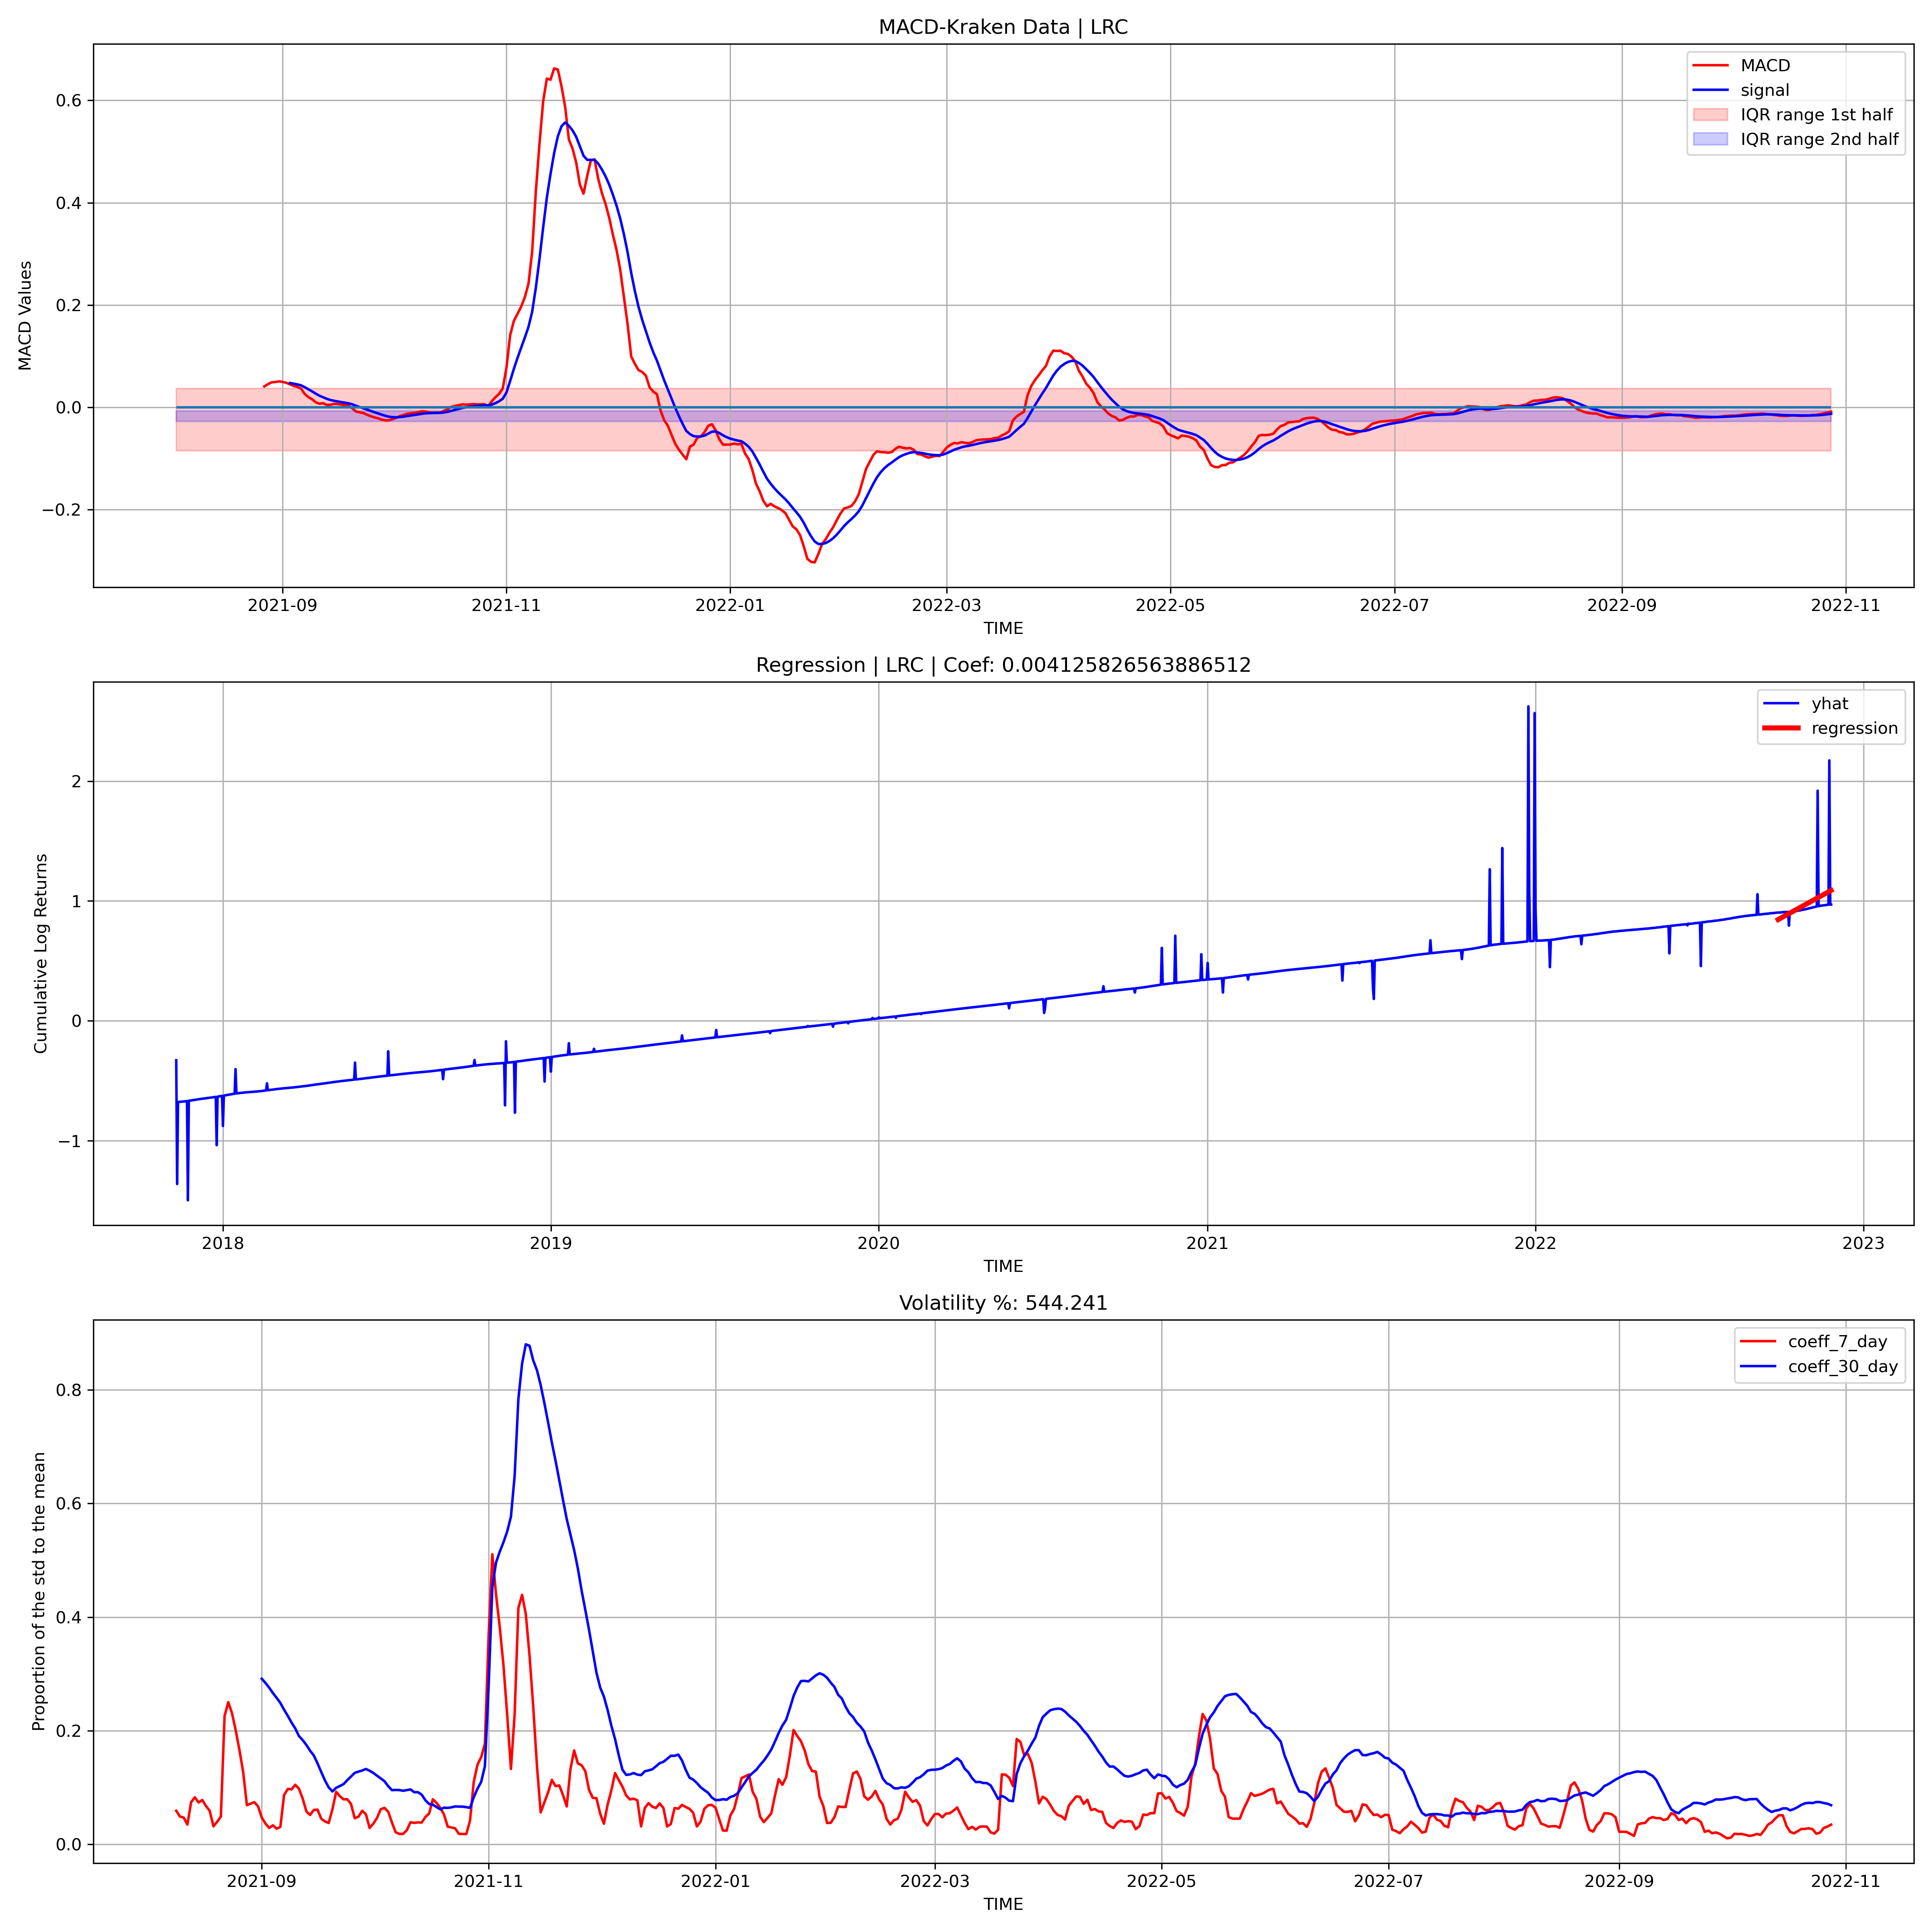 MACD-Kraken Data | LRC
MACD
signal
IQR range 1st half
IQR range 2nd half
MACD Values
0.6
0.4
0.2
0.0
−0.2
2021-09 2021-11 2022-01 2022-03 2022-05 2022-07 2022-09 2022-11
TIME
Regression | LRC | Coef: 0.004125826563886512
yhat
regression
Cumulative Log Returns
2
1
0
−1
2018 2019 2020 2021 2022 2023
TIME
Volatility %: 544.241
coeff_7_day
coeff_30_day
Proportion of the std to the mean
0.8
0.6
0.4
0.2
0.0
2021-09 2021-11 2022-01 2022-03 2022-05 2022-07 2022-09 2022-11
TIME